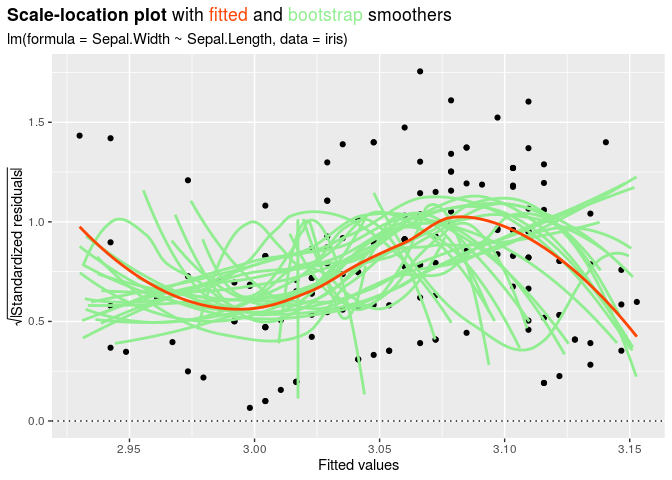 Scale-location plot with fitted and bootstrap smoothers
lm(formula = Sepal.Width ~ Sepal.Length, data = iris)
√|Standardized residuals|
1.5
1.0
0.5
0.0
2.95 3.00 3.05 3.10 3.15
Fitted values